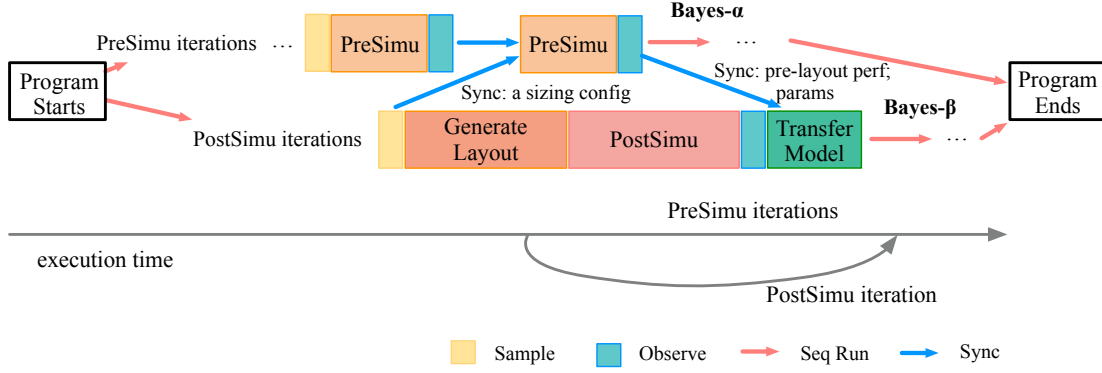 Bayes-α
PreSimu iterations ...
PreSimu
PreSimu
...
Program
Starts
Sync: a sizing config
Sync: pre-layout perf;
params
Program
Ends
Bayes-β
PostSimu iterations
Generate
Layout
PostSimu
Transfer
Model
...
PreSimu iterations
execution time
PostSimu iteration
Sample
Observe
Seq Run
Sync